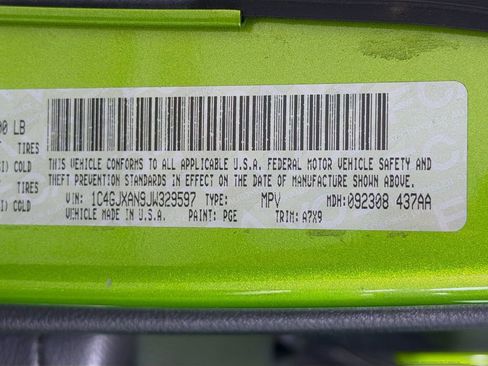 00 LB
TIRES
THIS VEHICLE CONFORMS TO ALL APPLICABLE U.S.A. FEDERAL MOTOR VEHICLE SAFETY AND
I) COLD
THEFT PREVENTION STANDARDS IN EFFECT ON THE DATE OF MANUFACTURE SHOWN ABOVE.
TIRES
VIN: 1C4GJXAN9JW329597 TYPE: MPV MDH: 092308 437AA
I) COLD
VEHICLE MADE IN U.S.A. PAINT: PGE TRIM: A7X9